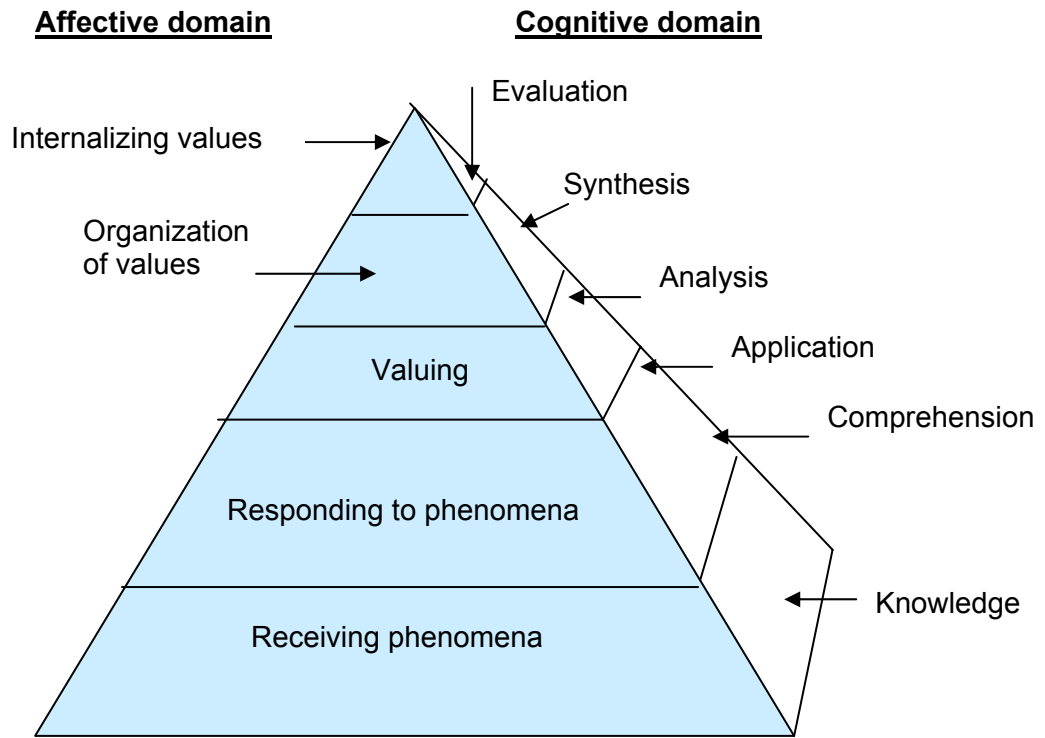 Affective domain
Cognitive domain
Evaluation
Internalizing values
Synthesis
Organization
of values
Analysis
Application
Valuing
Comprehension
Responding to phenomena
Knowledge
Receiving phenomena